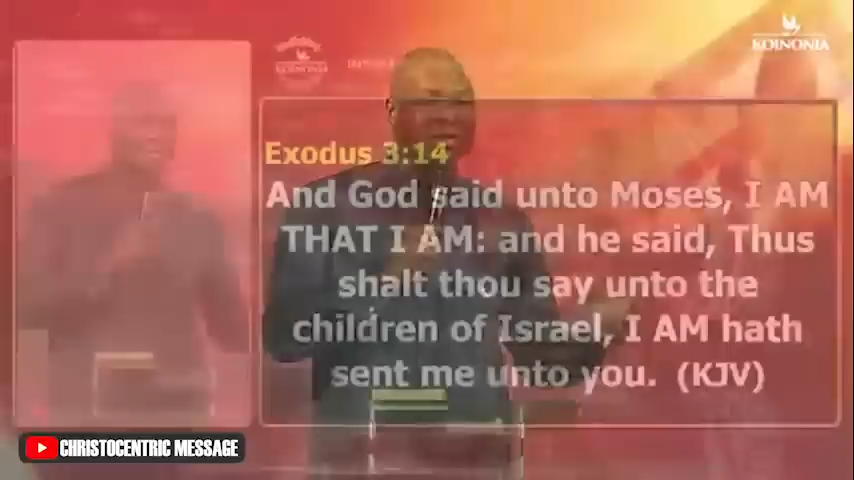 KOINONIA
KOINONIA
Exodus 3:14
And God said unto Moses, I AM
THAT I AM: and he said, Thus
shalt thou say unto the
children of Israel, I AM hath
sent me unto you. (KJV)
CHRISTOCENTRIC MESSAGE